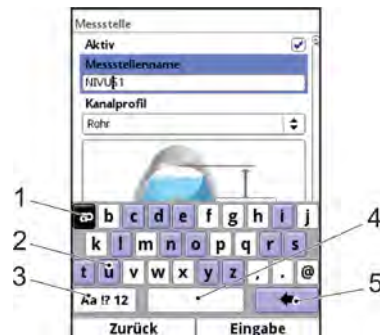 Messstelle
Aktiv
Messstellenname
NIVUS1
Kanalprofil
Rohr
1
2
3
4
5
a b c d e f g h i j
k l m n o p q r s
t u v w x y z , . @
Aa !? 12
Zurück Eingabe